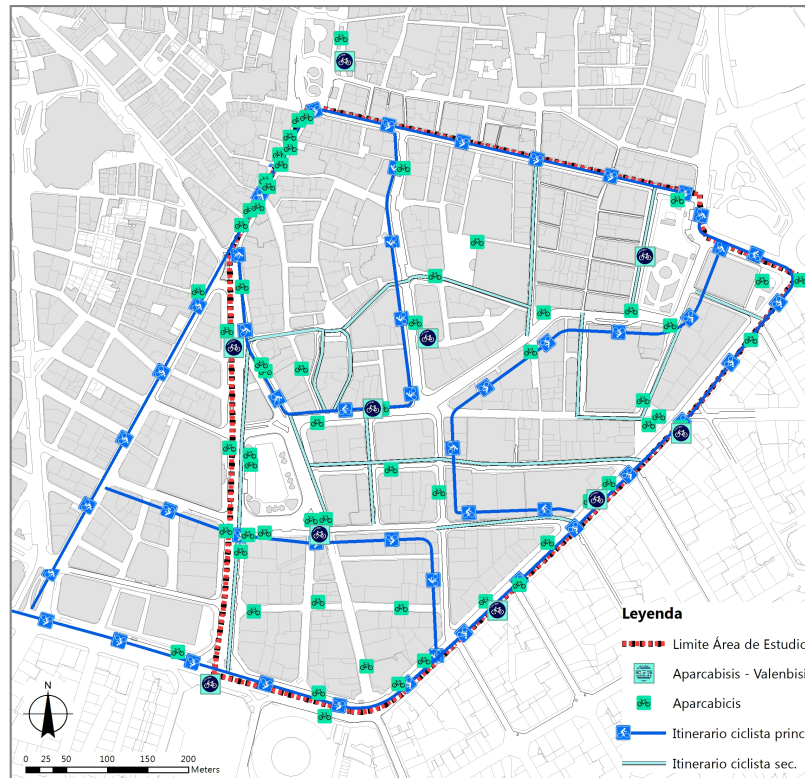 Leyenda
Limite Área de Estudio
Aparcabisis - Valenbisi
Aparcabicis
Itinerario ciclista princ
Itinerario ciclista sec.
N
0 25 50 100 150 200
Meters